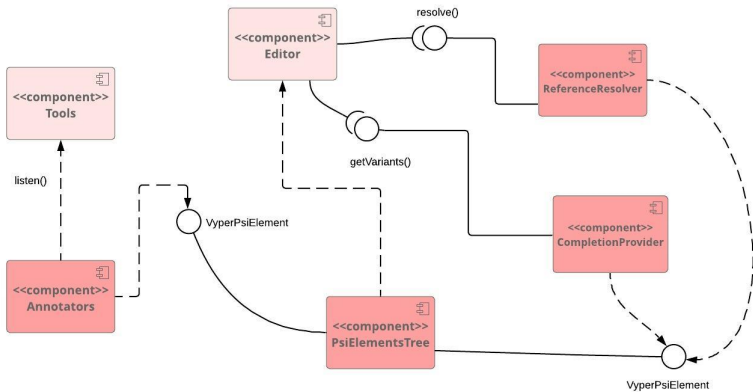 resolve()
<<component>>
Editor
<<component>>
ReferenceResolver
<<component>>
Tools
getVariants()
listen()
VyperPsiElement
<<component>>
CompletionProvider
<<component>>
Annotators
<<component>>
PsiElementsTree
VyperPsiElement